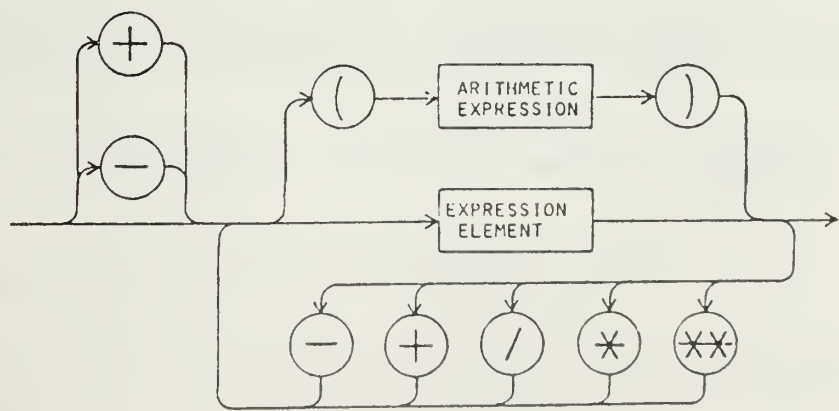 +
( ARITHMETIC EXPRESSION )
−
EXPRESSION ELEMENT
− + / * **